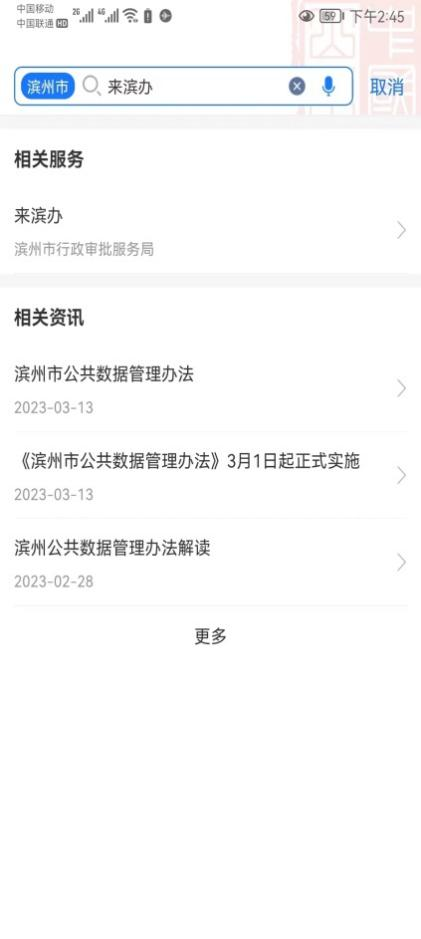 中国移动
中国联通 HD
2G 4G 59 下午2:45
滨州市 来滨办 取消
相关服务
来滨办
滨州市行政审批服务局
相关资讯
滨州市公共数据管理办法
2023-03-13
《滨州市公共数据管理办法》3月1日起正式实施
2023-03-13
滨州公共数据管理办法解读
2023-02-28
更多